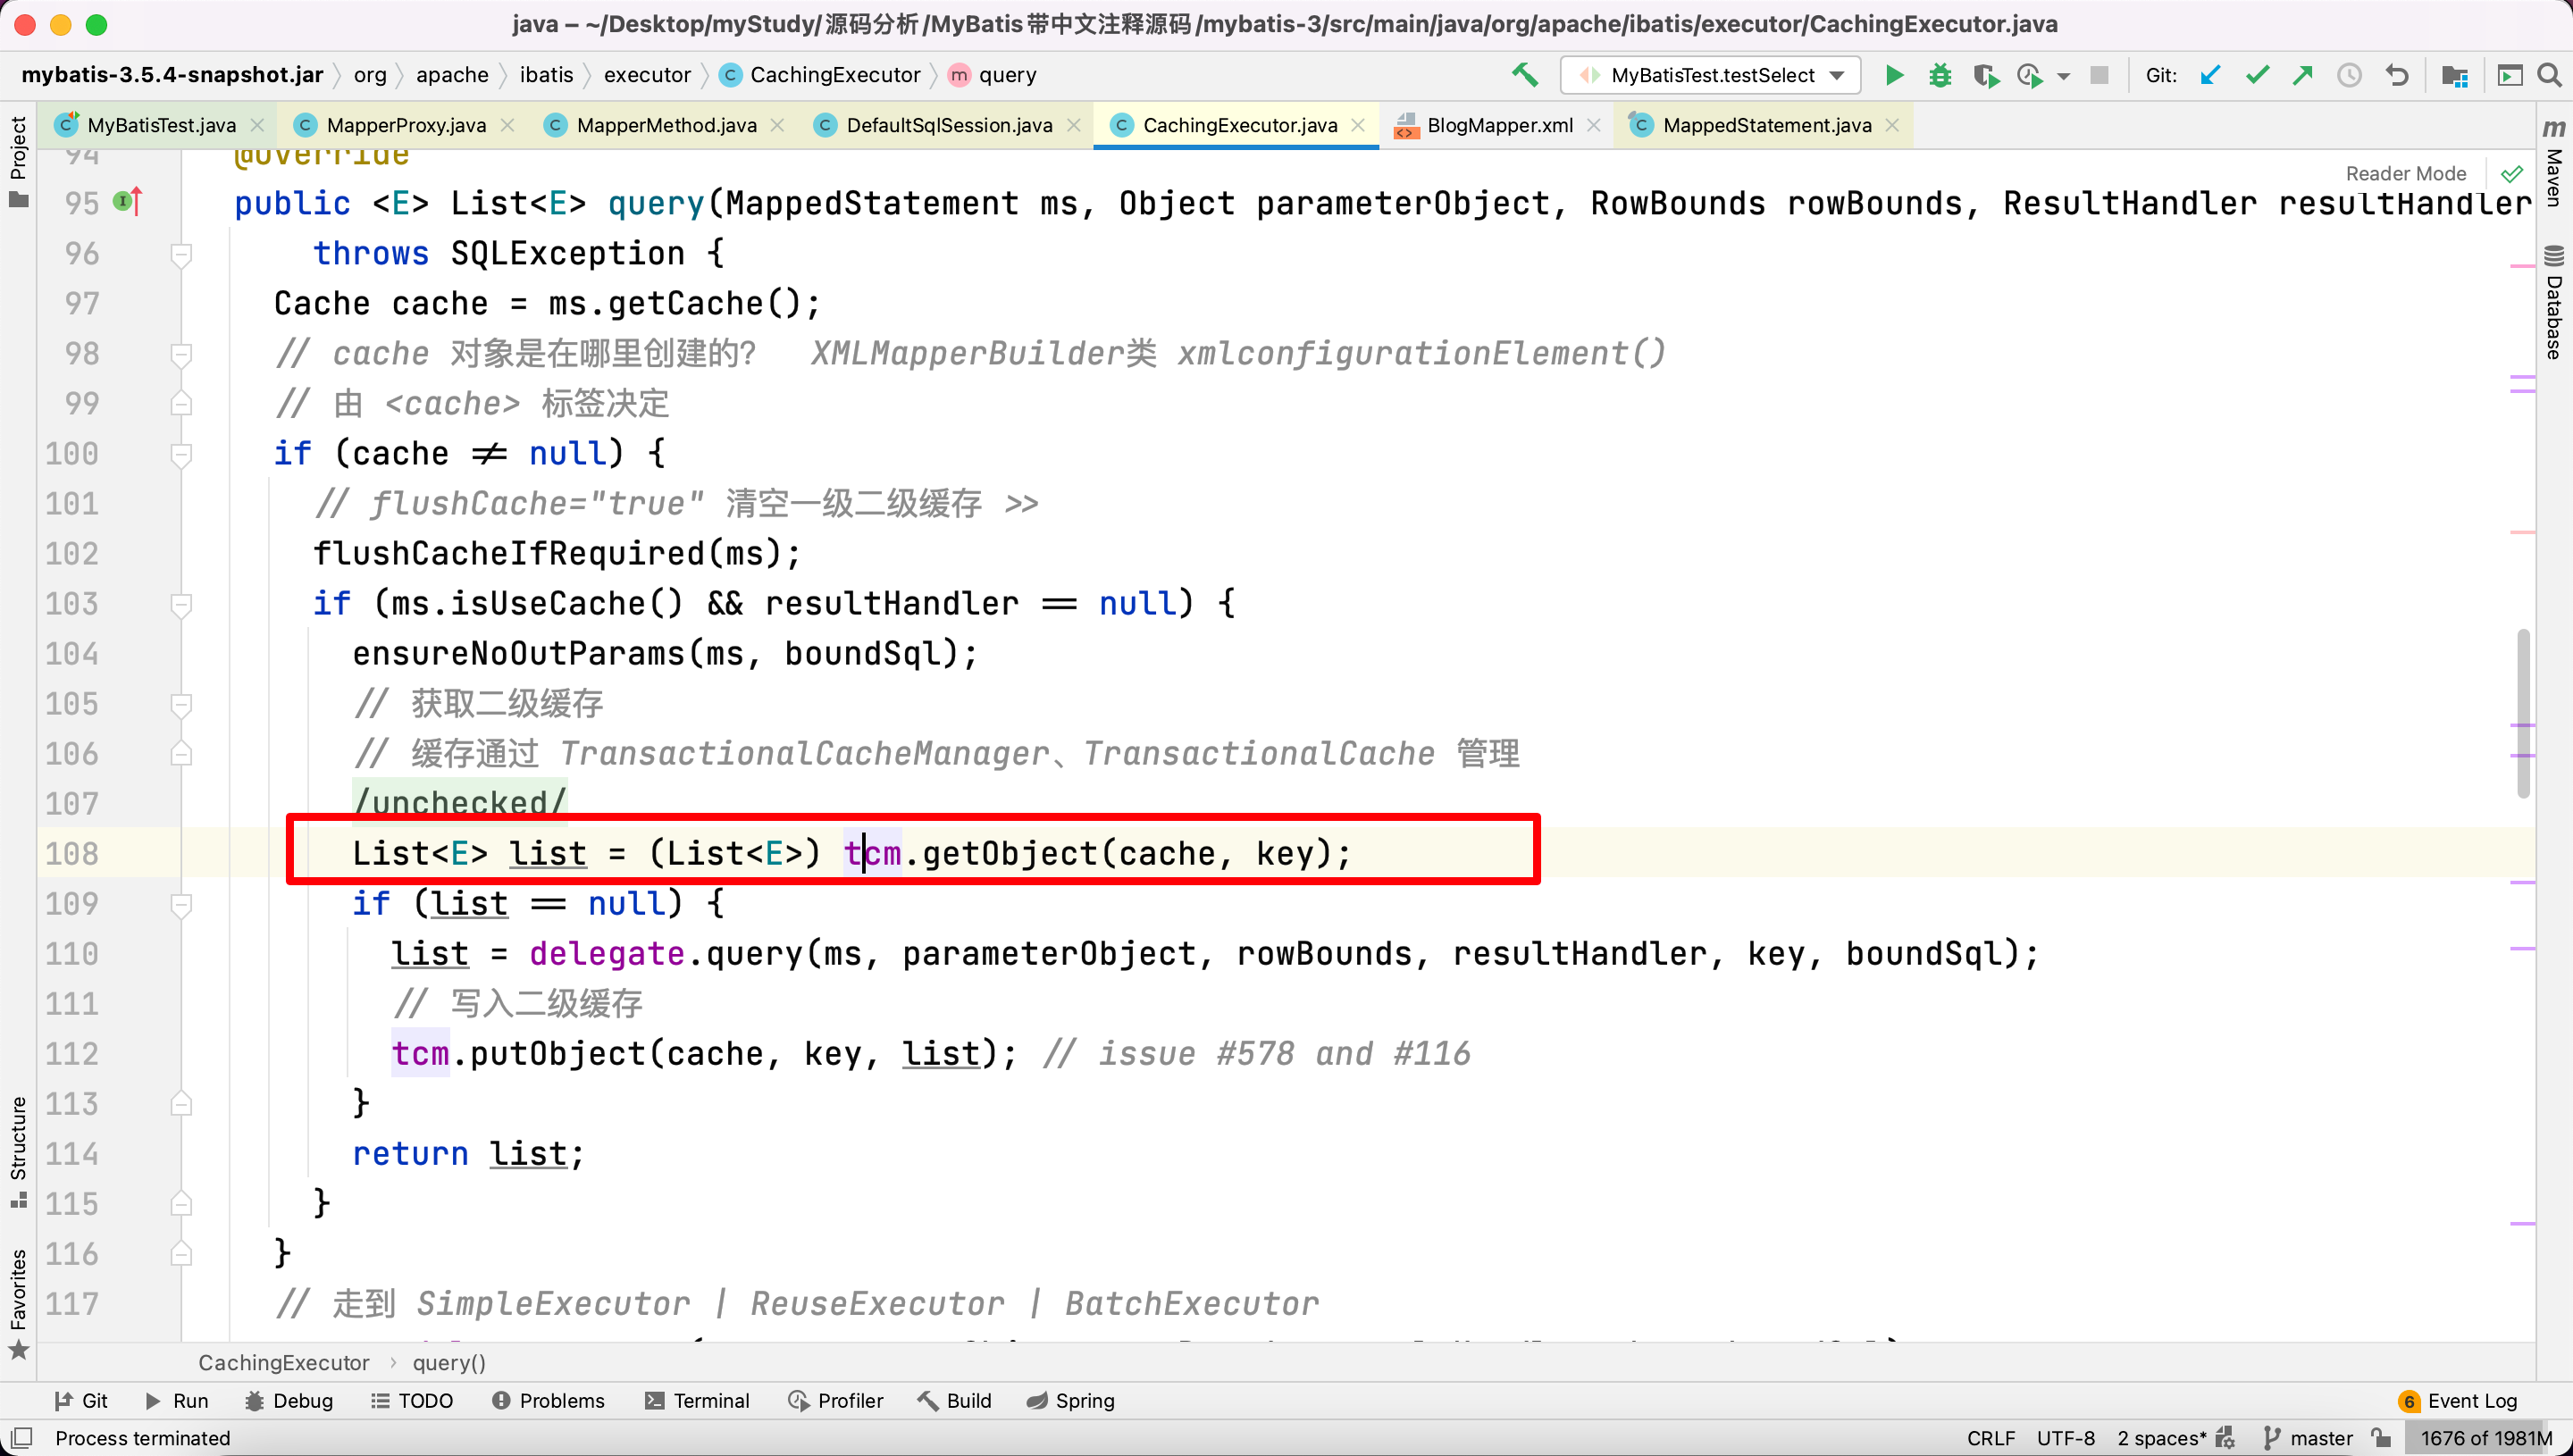 java – ~/Desktop/myStudy/源码分析/MyBatis带中文注释源码/mybatis-3/src/main/java/org/apache/ibatis/executor/CachingExecutor.java
mybatis-3.5.4-snapshot.jar org apache ibatis executor C CachingExecutor m query MyBatisTest.testSelect Git:
MyBatisTest.java MapperProxy.java MapperMethod.java DefaultSqlSession.java CachingExecutor.java BlogMapper.xml MappedStatement.java
Project
Structure
Favorites
m Maven
Database
Reader Mode
94 @Override
95 public <E> List<E> query(MappedStatement ms, Object parameterObject, RowBounds rowBounds, ResultHandler resultHandler
96 throws SQLException {
97 Cache cache = ms.getCache();
98 // cache 对象是在哪里创建的? XMLMapperBuilder类 xmlconfigurationElement()
99 // 由 <cache> 标签决定
100 if (cache != null) {
101 // flushCache="true" 清空一级二级缓存 >>
102 flushCacheIfRequired(ms);
103 if (ms.isUseCache() && resultHandler == null) {
104 ensureNoOutParams(ms, boundSql);
105 // 获取二级缓存
106 // 缓存通过 TransactionalCacheManager、TransactionalCache 管理
107 /unchecked/
108 List<E> list = (List<E>) tcm.getObject(cache, key);
109 if (list == null) {
110 list = delegate.query(ms, parameterObject, rowBounds, resultHandler, key, boundSql);
111 // 写入二级缓存
112 tcm.putObject(cache, key, list); // issue #578 and #116
113 }
114 return list;
115 }
116 }
117 // 走到 SimpleExecutor | ReuseExecutor | BatchExecutor
CachingExecutor › query()
Git Run Debug TODO Problems Terminal Profiler Build Spring 6 Event Log
Process terminated CRLF UTF-8 2 spaces* master 1676 of 1981M